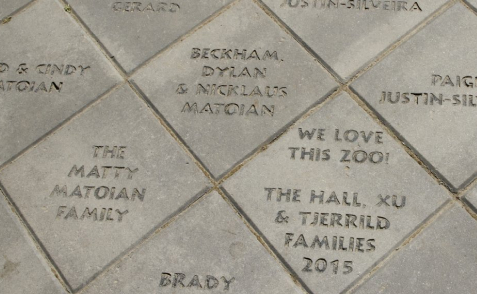 GERARD
JUSTIN-SILVEIRA
D & CINDY
MATOIAN
BECKHAM,
DYLAN
& NICKLAUS
MATOIAN
PAIG
JUSTIN-SIL
THE
MATTY
MATOIAN
FAMILY
WE LOVE
THIS ZOO!
THE HALL, XU
& TJERRILD
FAMILIES
2015
BRADY